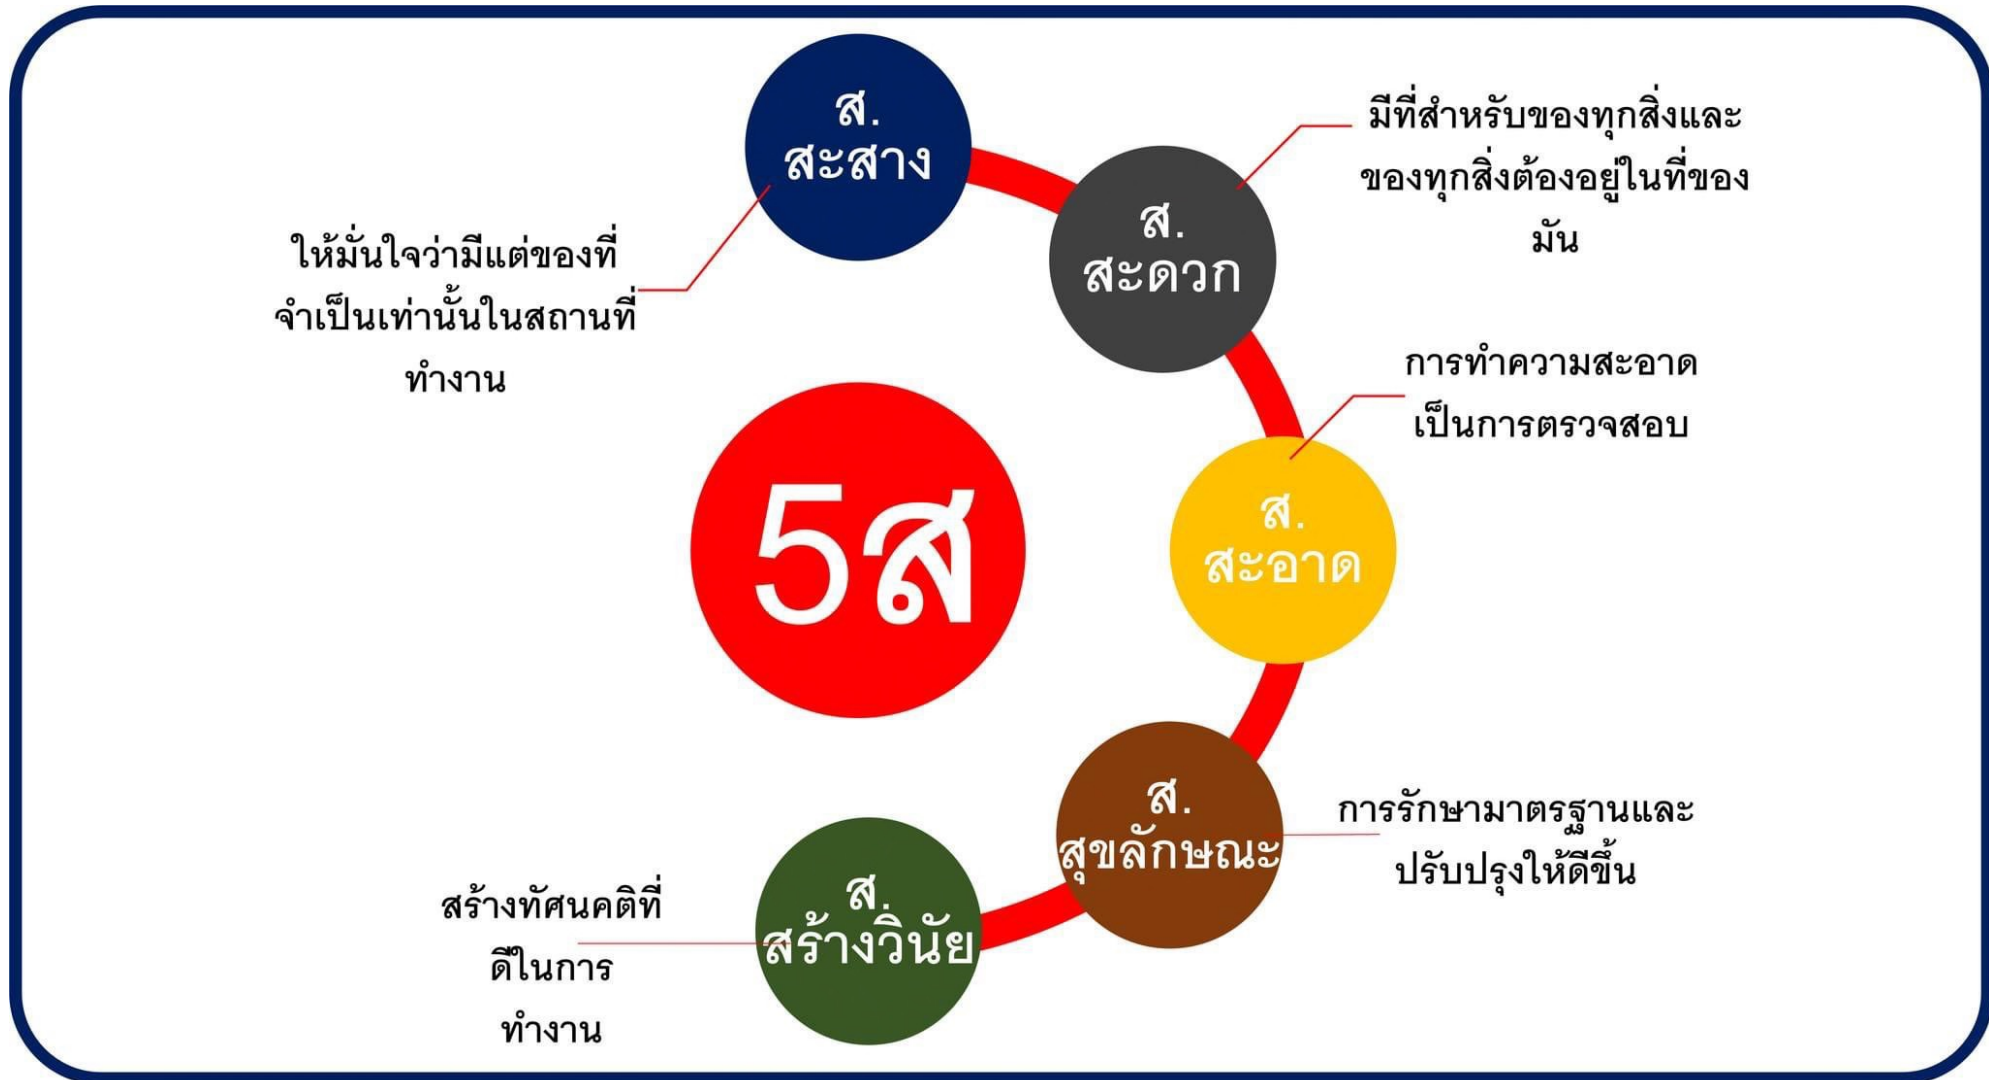 ส.
สะสาง
ให้มั่นใจว่ามีแต่ของที่
จำเป็นเท่านั้นในสถานที่
ทำงาน
ส.
สะดวก
มีที่สำหรับของทุกสิ่งและ
ของทุกสิ่งต้องอยู่ในที่ของ
มัน
5ส
ส.
สะอาด
การทำความสะอาด
เป็นการตรวจสอบ
ส.
สุขลักษณะ
การรักษามาตรฐานและ
ปรับปรุงให้ดีขึ้น
ส.
สร้างวินัย
สร้างทัศนคติที่
ดีในการ
ทำงาน